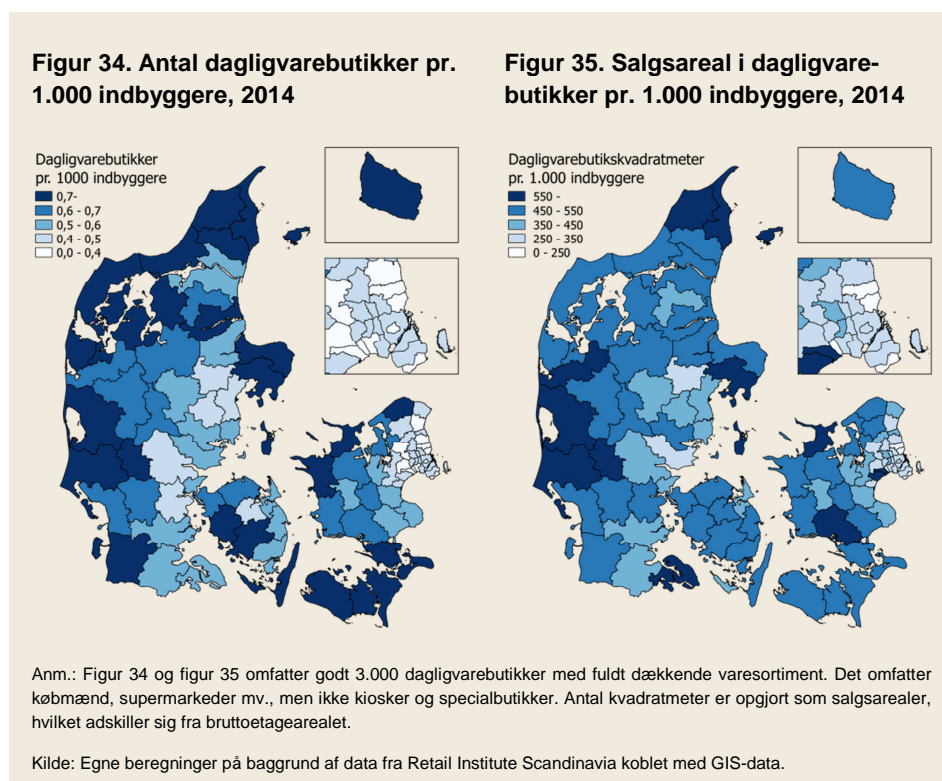 Figur 34. Antal dagligvarebutikker pr.
1.000 indbyggere, 2014
Dagligvarebutikker
pr. 1000 indbyggere
0,7-
0,6 - 0,7
0,5 - 0,6
0,4 - 0,5
0,0 - 0,4
Figur 35. Salgsareal i dagligvare-
butikker pr. 1.000 indbyggere, 2014
Dagligvarebutikskvadratmeter
pr. 1.000 indbyggere
550 -
450 - 550
350 - 450
250 - 350
0 - 250
Anm.: Figur 34 og figur 35 omfatter godt 3.000 dagligvarebutikker med fuldt dækkende varesortiment. Det omfatter
købmænd, supermarkeder mv., men ikke kiosker og specialbutikker. Antal kvadratmeter er opgjort som salgsarealer,
hvilket adskiller sig fra bruttoetagearealet.
Kilde: Egne beregninger på baggrund af data fra Retail Institute Scandinavia koblet med GIS-data.